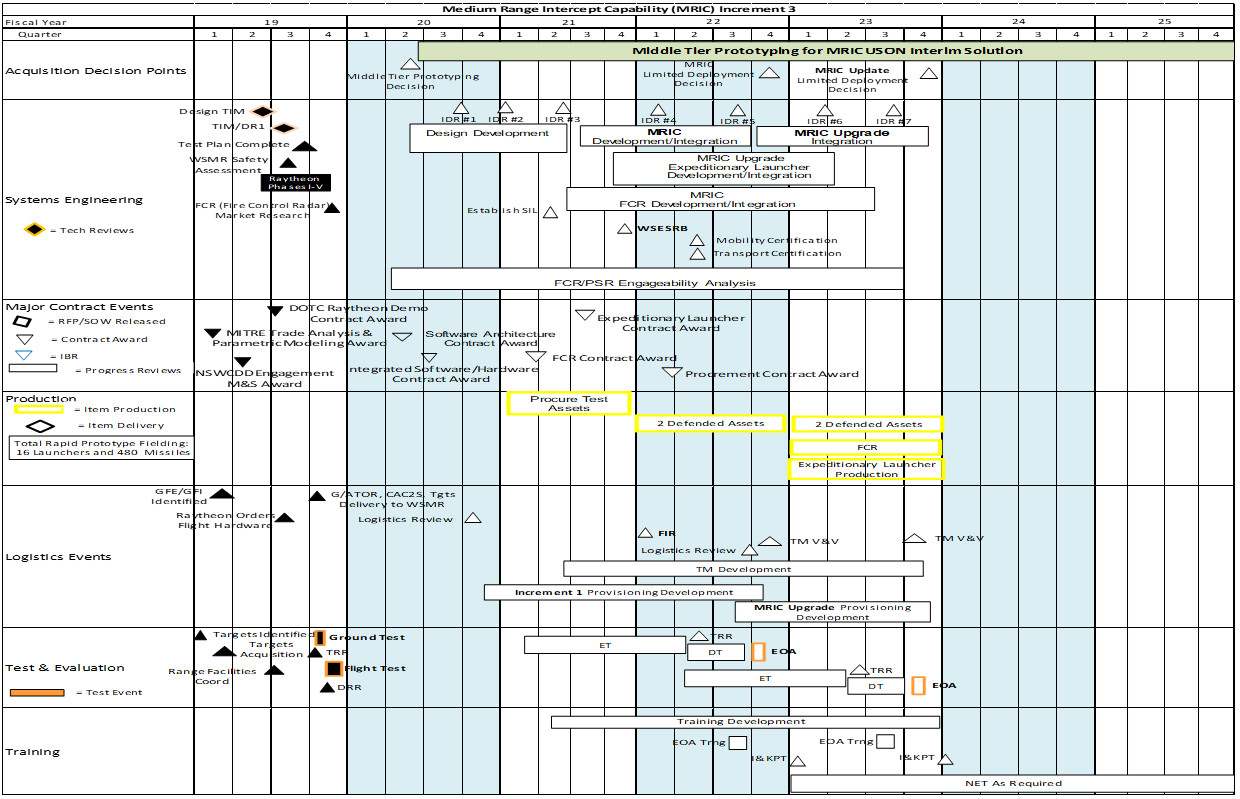 Medium Range Intercept Capability (MRIC) Increment 3
Fiscal Year 19 20 21 22 23 24 25
Quarter 1 2 3 4 1 2 3 4 1 2 3 4 1 2 3 4 1 2 3 4 1 2 3 4 1 2 3 4
Middle Tier Prototyping for MRIC USON Interim Solution
Acquisition Decision Points
Middle Tier Prototyping
Decision
MRIC
Limited Deployment
Decision
MRIC Update
Limited Deployment
Decision
Systems Engineering
= Tech Reviews
Design TIM
TIM/DR1
Test Plan Complete
WSMR Safety
Assessment
Raytheon
Phases I-V
FCR (Fire Control Radar)
Market Research
IDR #1 IDR #2 IDR #3 IDR #4 IDR #5 IDR #6 IDR #7
Design Development
MRIC
Development/Integration
MRIC Upgrade
Integration
MRIC Upgrade
Expeditionary Launcher
Development/Integration
MRIC
FCR Development/Integration
Establish SIL
WSESRB
Mobility Certification
Transport Certification
FCR/PSR Engageability Analysis
Major Contract Events
= RFP/SOW Released
= Contract Award
= IBR
= Progress Reviews
DOTC Raytheon Demo
Contract Award
MITRE Trade Analysis &
Parametric Modeling Award
NSWCDD Engagement
M&S Award
Software Architecture
Contract Award
Integrated Software/Hardware
Contract Award
FCR Contract Award
Expeditionary Launcher
Contract Award
Procurement Contract Award
Production
= Item Production
= Item Delivery
Total Rapid Prototype Fielding:
16 Launchers and 480 Missiles
Procure Test
Assets
2 Defended Assets
2 Defended Assets
FCR
Expeditionary Launcher
Production
Logistics Events
GFE/GFI
Identified
Raytheon Orders
Flight Hardware
G/ATOR, CAC2S, Tgts
Delivery to WSMR
Logistics Review
FIR
Logistics Review
TM V&V
TM V&V
TM Development
Increment 1 Provisioning Development
MRIC Upgrade Provisioning
Development
Test & Evaluation
= Test Event
Targets Identified
Targets
Acquisition
Range Facilities
Coord
Ground Test
TRR
Flight Test
DRR
ET
TRR
DT
EOA
ET
TRR
DT
EOA
Training
Training Development
EOA Trng
EOA Trng
I&KPT
I&KPT
NET As Required